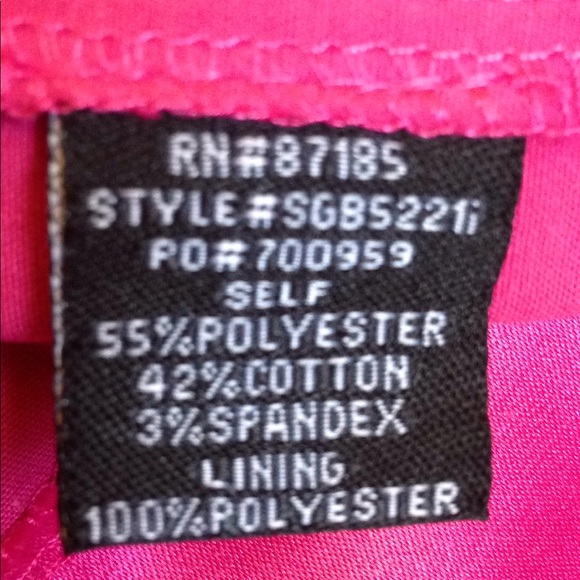 RN#87185
STYLE#SGB5221i
PO#700959
SELF
55%POLYESTER
42%COTTON
3%SPANDEX
LINING
100%POLYESTER